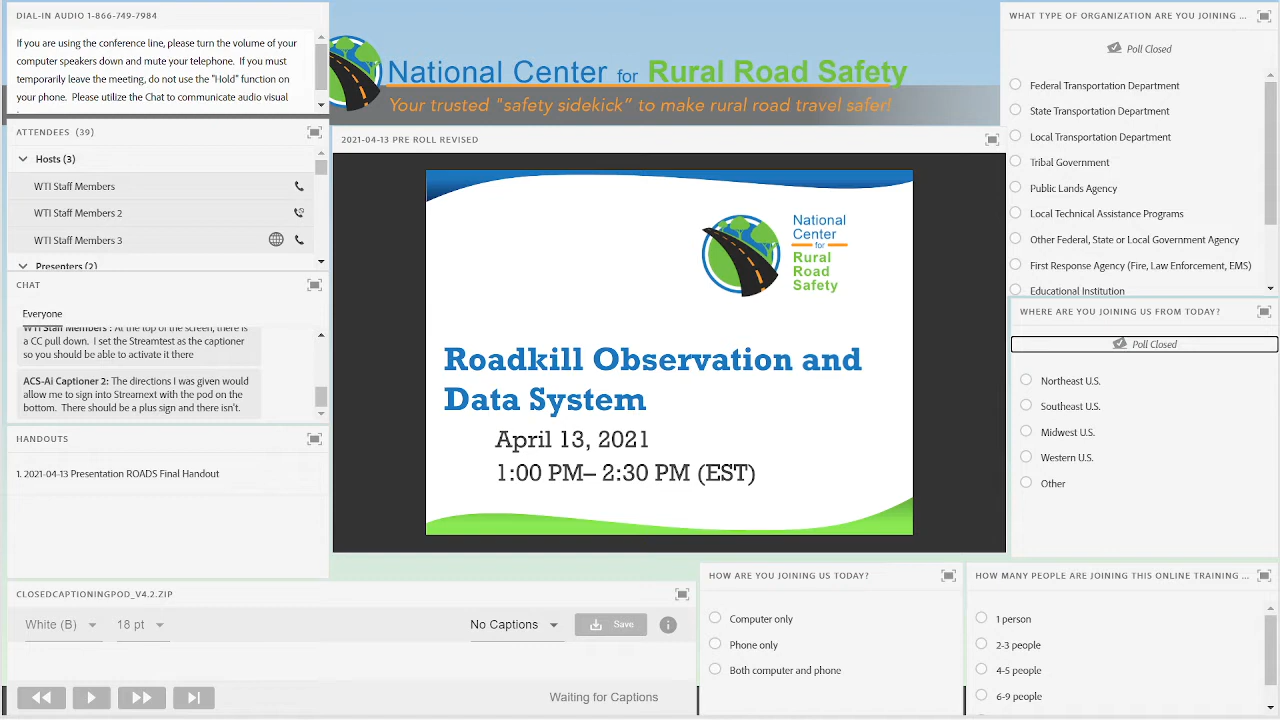 DIAL-IN AUDIO 1-866-749-7984
If you are using the conference line, please turn the volume of your
computer speakers down and mute your telephone. If you must
temporarily leave the meeting, do not use the "Hold" function on
your phone. Please utilize the Chat to communicate audio visual
ATTENDEES (39)
Hosts (3)
WTI Staff Members
WTI Staff Members 2
WTI Staff Members 3
Presenters (2)
CHAT
Everyone
WTI Staff Members : At the top of the screen, there is
a CC pull down. I set the Streamtest as the captioner
so you should be able to activate it there
ACS-Ai Captioner 2: The directions I was given would
allow me to sign into Streamext with the pod on the
bottom. There should be a plus sign and there isn't.
HANDOUTS
1. 2021-04-13 Presentation ROADS Final Handout
National Center for Rural Road Safety
Your trusted "safety sidekick" to make rural road travel safer!
2021-04-13 PRE ROLL REVISED
National
Center
for
Rural
Road
Safety
Roadkill Observation and
Data System
April 13, 2021
1:00 PM– 2:30 PM (EST)
WHAT TYPE OF ORGANIZATION ARE YOU JOINING ...
Poll Closed
Federal Transportation Department
State Transportation Department
Local Transportation Department
Tribal Government
Public Lands Agency
Local Technical Assistance Programs
Other Federal, State or Local Government Agency
First Response Agency (Fire, Law Enforcement, EMS)
Educational Institution
WHERE ARE YOU JOINING US FROM TODAY?
Poll Closed
Northeast U.S.
Southeast U.S.
Midwest U.S.
Western U.S.
Other
CLOSEDCAPTIONINGPOD_V4.2.ZIP
White (B)
18 pt
No Captions
Save
Waiting for Captions
HOW ARE YOU JOINING US TODAY?
Computer only
Phone only
Both computer and phone
HOW MANY PEOPLE ARE JOINING THIS ONLINE TRAINING ...
1 person
2-3 people
4-5 people
6-9 people